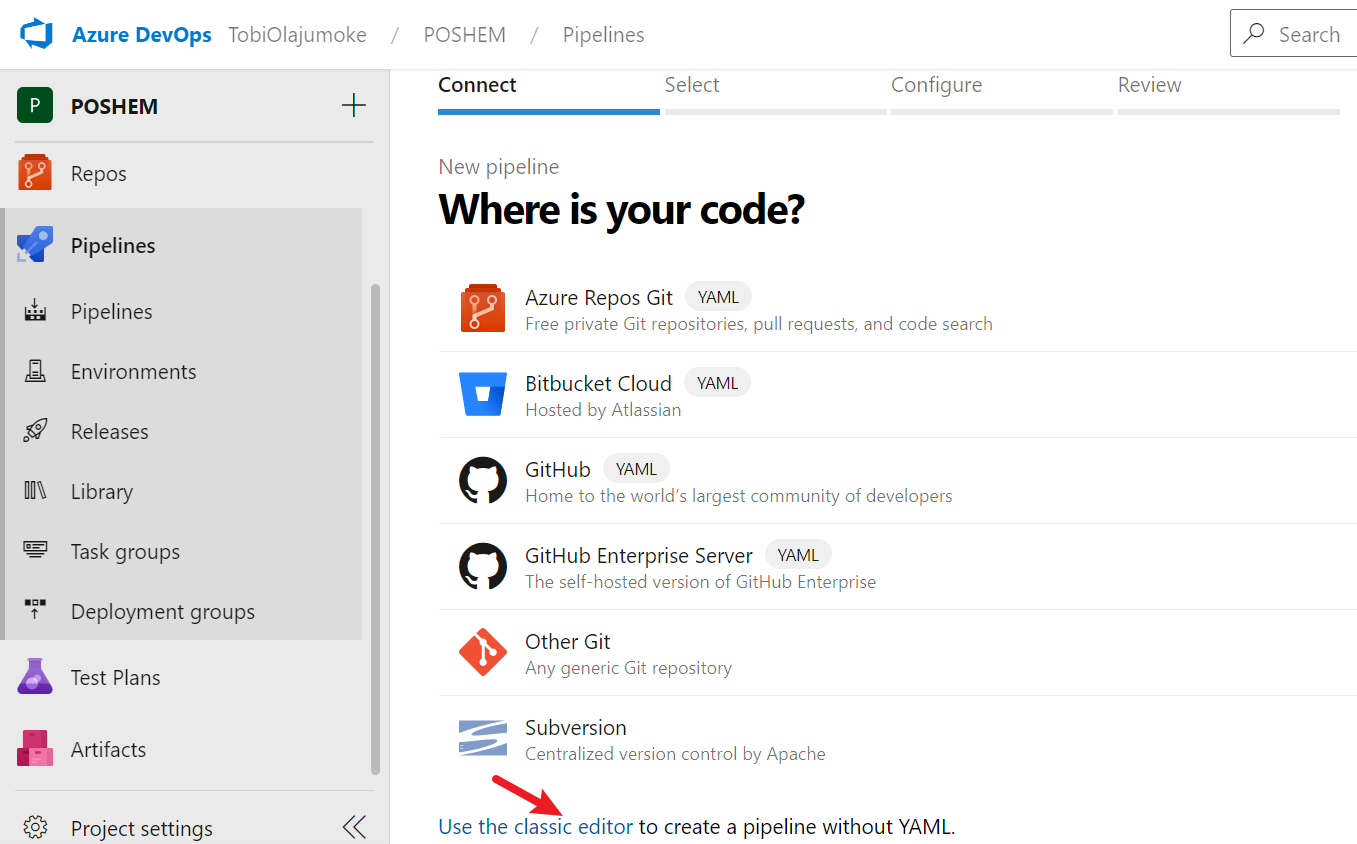 Azure DevOps TobiOlajumoke / POSHEM / Pipelines
Search
P POSHEM
Repos
Pipelines
Pipelines
Environments
Releases
Library
Task groups
Deployment groups
Test Plans
Artifacts
Project settings
Connect Select Configure Review
New pipeline
Where is your code?
Azure Repos Git YAML
Free private Git repositories, pull requests, and code search
Bitbucket Cloud YAML
Hosted by Atlassian
GitHub YAML
Home to the world’s largest community of developers
GitHub Enterprise Server YAML
The self-hosted version of GitHub Enterprise
Other Git
Any generic Git repository
Subversion
Centralized version control by Apache
Use the classic editor to create a pipeline without YAML.